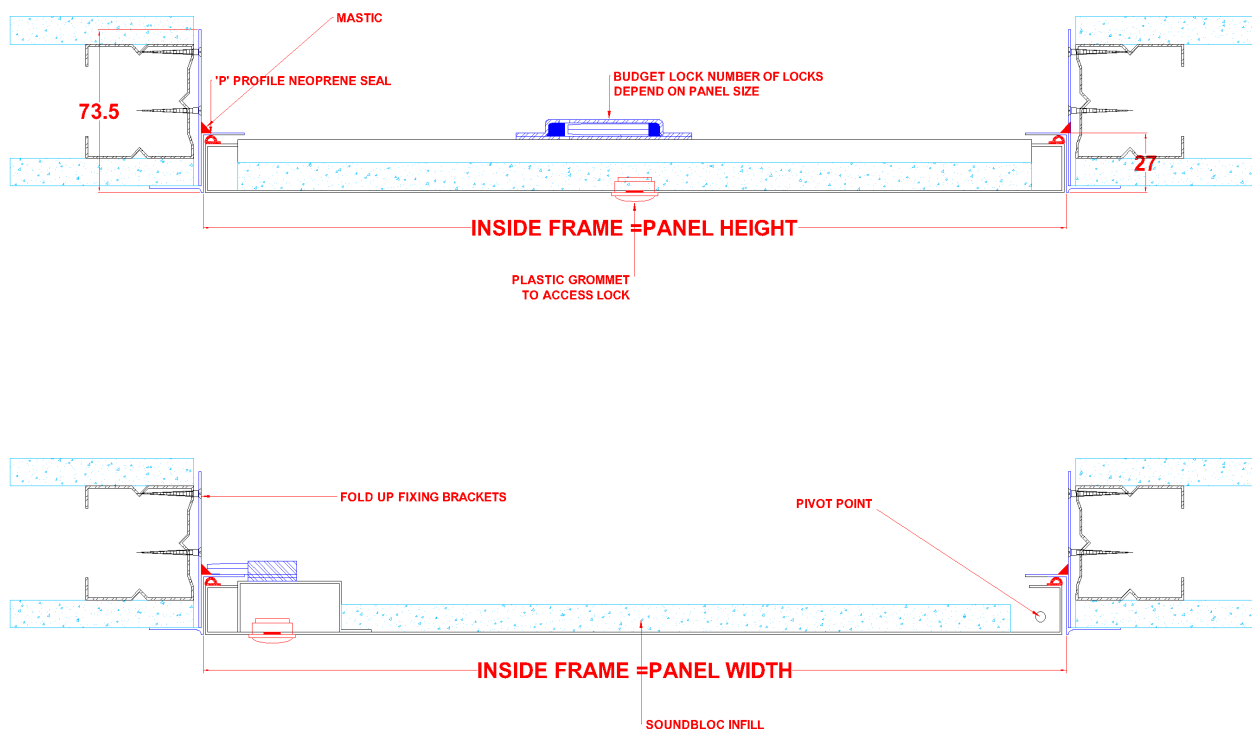 MASTIC
'P' PROFILE NEOPRENE SEAL
BUDGET LOCK NUMBER OF LOCKS
DEPEND ON PANEL SIZE
73.5
27
INSIDE FRAME =PANEL HEIGHT
PLASTIC GROMMET
TO ACCESS LOCK
FOLD UP FIXING BRACKETS
PIVOT POINT
INSIDE FRAME =PANEL WIDTH
SOUNDBLOC INFILL